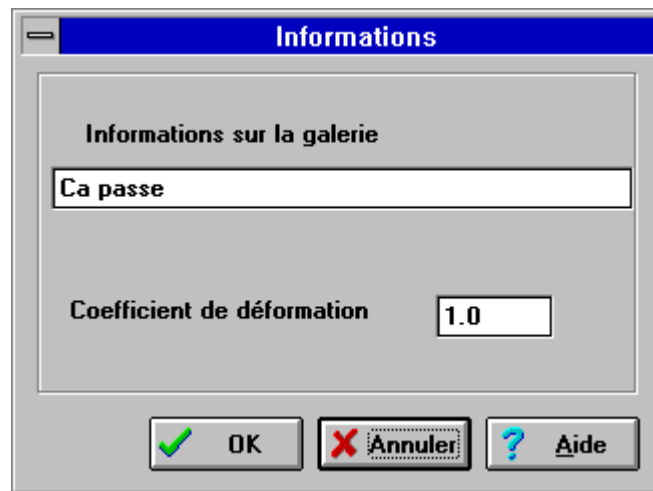 Informations
Informations sur la galerie
Ca passe
Coefficient de déformation 1.0
OK Annuler ? Aide